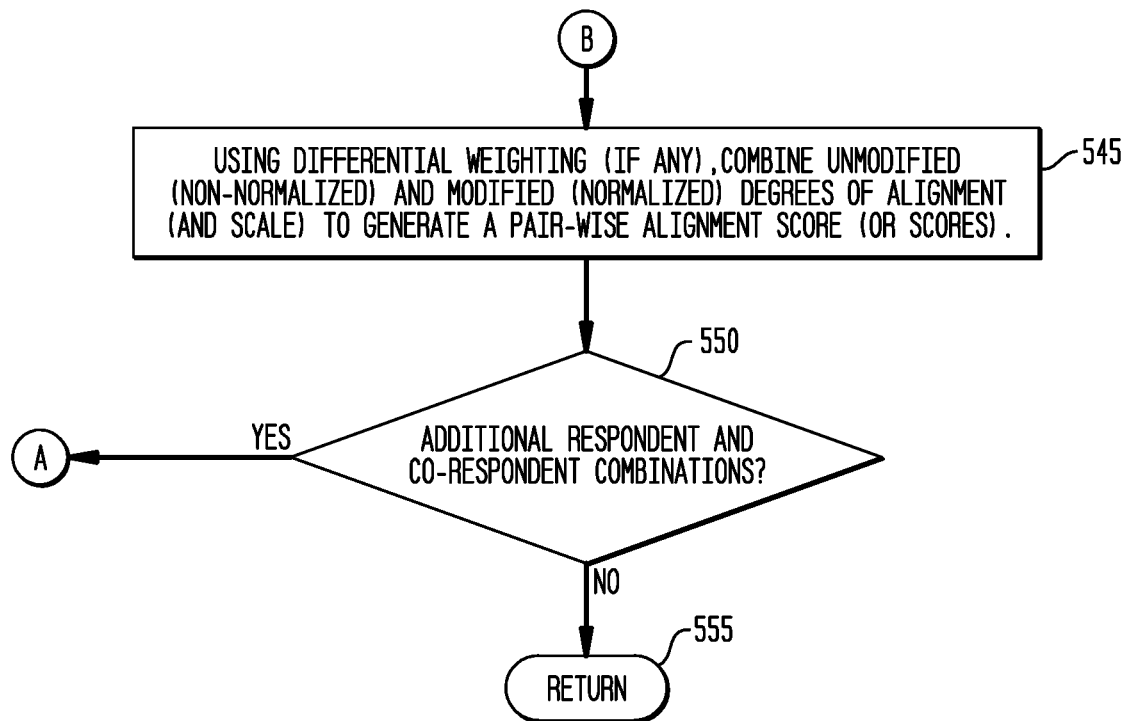 B
USING DIFFERENTIAL WEIGHTING (IF ANY),COMBINE UNMODIFIED
(NON-NORMALIZED) AND MODIFIED (NORMALIZED) DEGREES OF ALIGNMENT
(AND SCALE) TO GENERATE A PAIR-WISE ALIGNMENT SCORE (OR SCORES).
545
550
YES
A
ADDITIONAL RESPONDENT AND
CO-RESPONDENT COMBINATIONS?
NO
555
RETURN